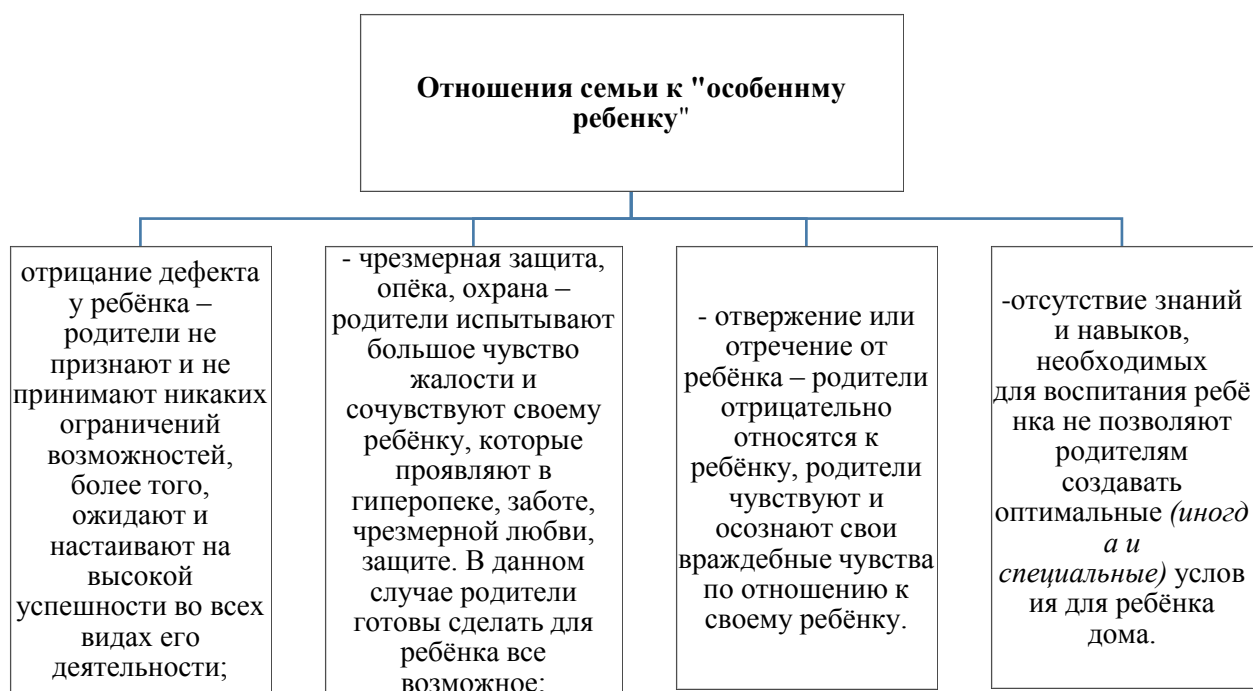 Отношения семьи к "особеннму
ребенку"
отрицание дефекта
у ребёнка –
родители не
признают и не
принимают никаких
ограничений
возможностей,
более того,
ожидают и
настаивают на
высокой
успешности во всех
видах его
деятельности;
- чрезмерная защита,
опёка, охрана –
родители испытывают
большое чувство
жалости и
сочувствуют своему
ребёнку, которые
проявляют в
гиперопеке, заботе,
чрезмерной любви,
защите. В данном
случае родители
готовы сделать для
ребёнка все
возможное;
- отвержение или
отречение от
ребёнка – родители
отрицательно
относятся к
ребёнку, родители
чувствуют и
осознают свои
враждебные чувства
по отношению к
своему ребёнку.
-отсутствие знаний
и навыков,
необходимых
для воспитания ребё
нка не позволяют
родителям
создавать
оптимальные (иногд
а и
специальные) услов
ия для ребёнка
дома.